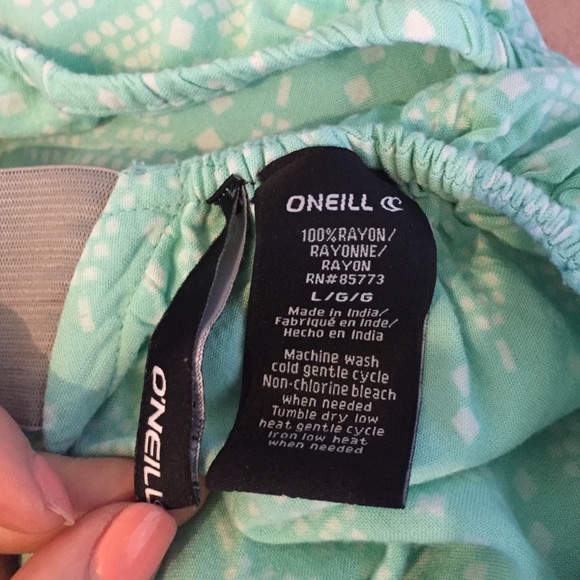 ONEILL
100%RAYON/
RAYONNE/
RAYON
RN#85773
L/G/G
Made in India/
Fabriqué en Inde/
Hecho en India
Machine wash
cold gentle cycle
Non-chlorine bleach
when needed
Tumble dry low
heat gentle cycle
Iron low heat
when needed
O'NEILL